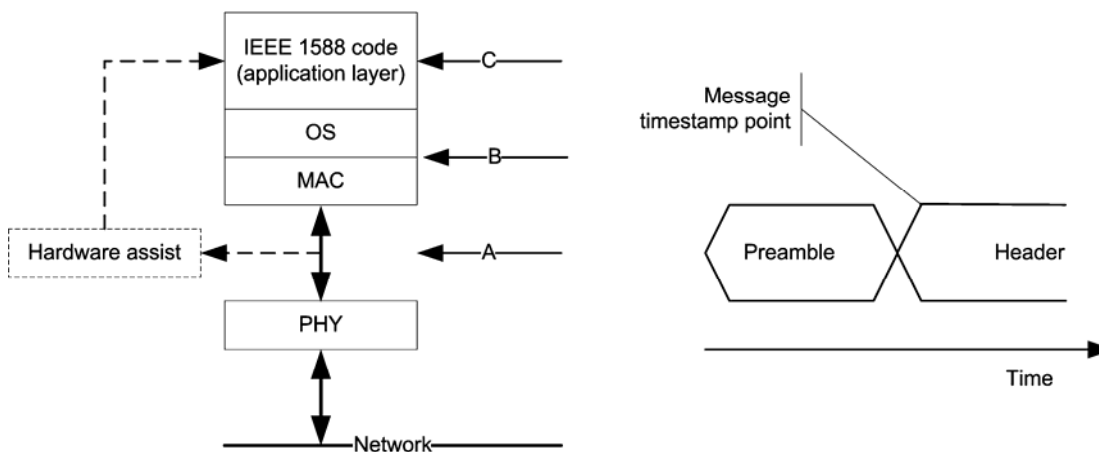 IEEE 1588 code
(application layer)
C
OS
B
MAC
Hardware assist
A
PHY
Network
Message
timestamp point
Preamble
Header
Time